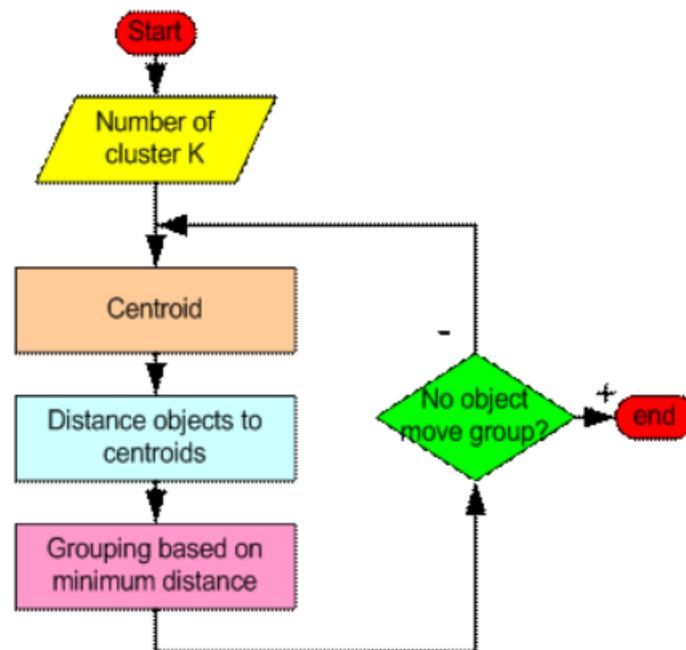 Start
Number of
cluster K
Centroid
Distance objects to
centroids
Grouping based on
minimum distance
-
No object
move group?
+
end